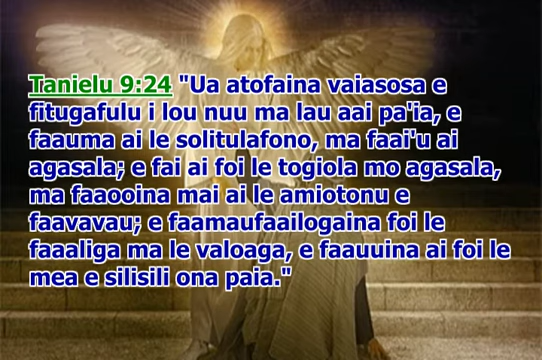 Tanielu 9:24 "Ua atofaina vaiasosa e
fitugafulu i lou nuu ma lau aai pa'ia, e
faauma ai le solitulafono, ma faai'u ai
agasala; e fai ai foi le togiola mo agasala,
ma faaooina mai ai le amiotonu e
faavavau; e faamaufaailogaina foi le
faaaliga ma le valoaga, e faauuina ai foi le
mea e silisili ona paia."